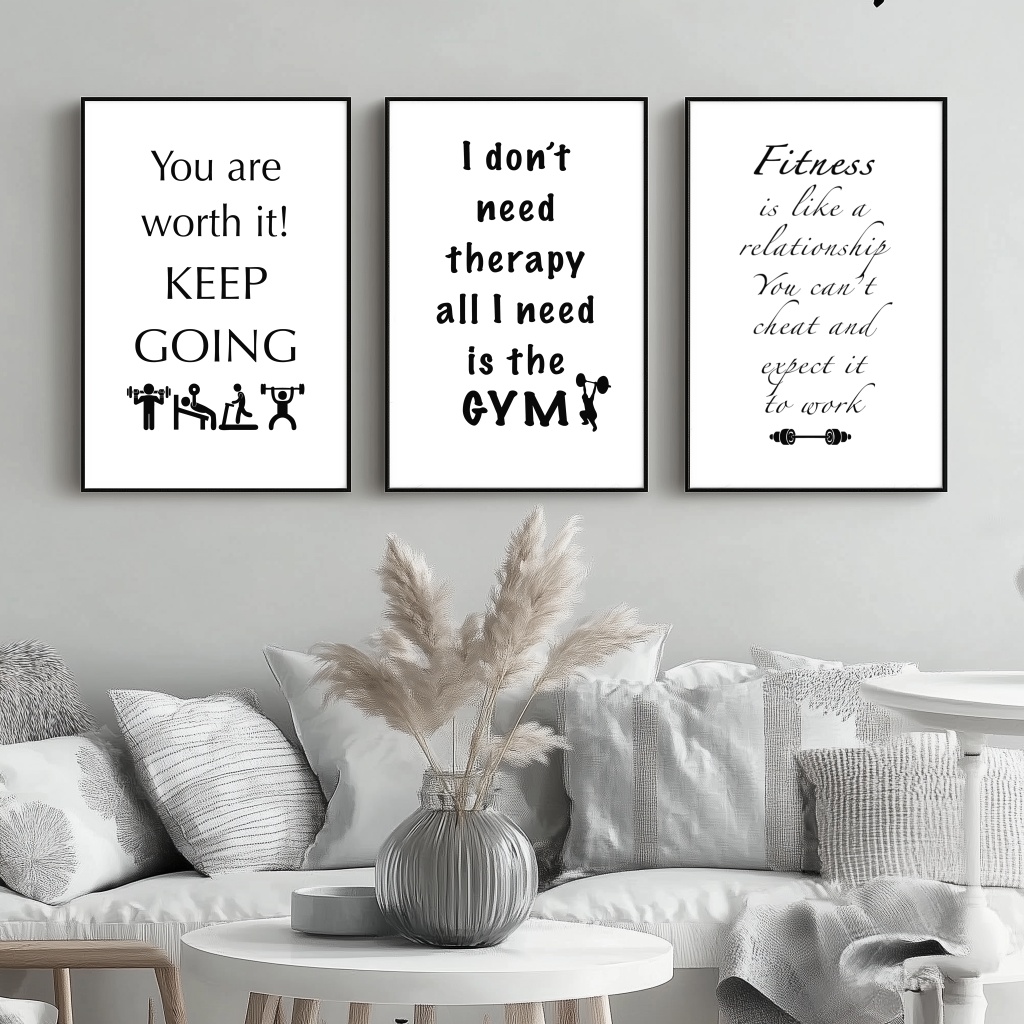 You are
worth it!
KEEP
GOING
I don't
need
therapy
all I need
is the
GYM
Fitness
is like a
relationship
You can't
cheat and
expect it
to work